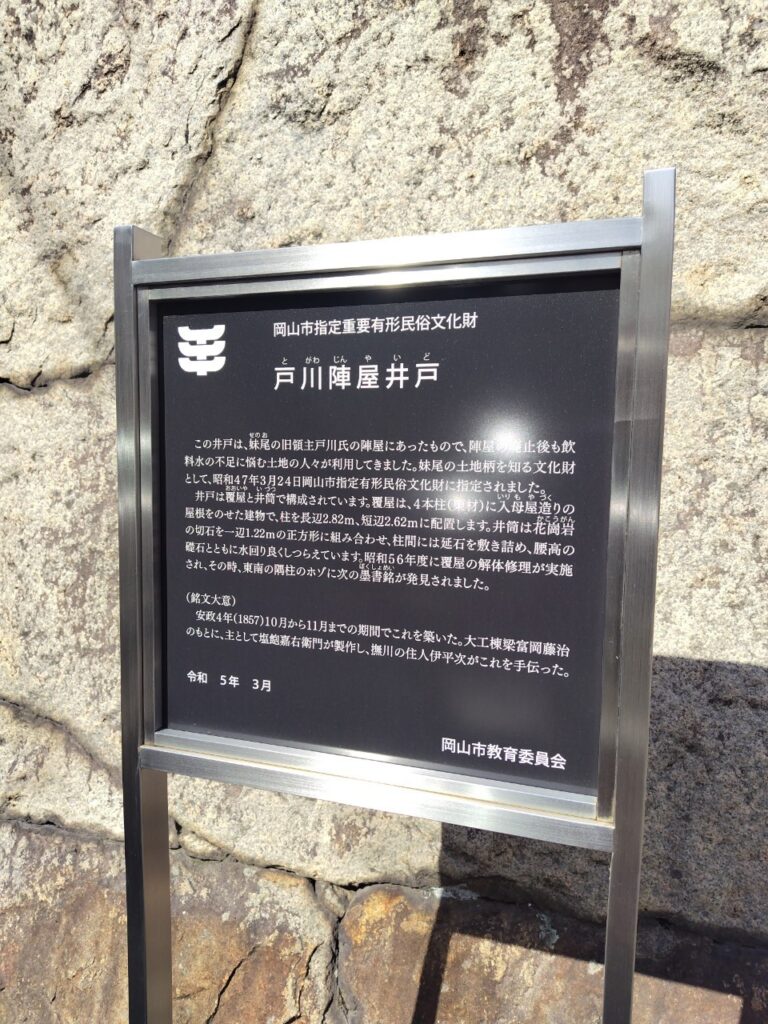 岡山市指定重要有形民俗文化財
とがわじんやいど
戸川陣屋井戸
せのお
この井戸は、妹尾の旧領主戸川氏の陣屋にあったもので、陣屋の廃止後も飲
料水の不足に悩む土地の人々が利用してきました。妹尾の土地柄を知る文化財
として、昭和47年3月24日岡山市指定有形民俗文化財に指定されました。
おおいや いづつ いりもやづくり
井戸は覆屋と井筒で構成されています。覆屋は、4本柱(栗材)に入母屋造りの
屋根をのせた建物で、柱を長辺2.82m、短辺2.62mに配置します。井筒は花崗岩
かこうがん
の切石を一辺1.22mの正方形に組み合わせ、柱間には延石を敷き詰め、腰高の
礎石とともに水回り良くしつらえています。昭和56年度に覆屋の解体修理が実施
ぼくしょめい
され、その時、東南の隅柱のホゾに次の墨書銘が発見されました。
(銘文大意)
安政4年(1857)10月から11月までの期間でこれを築いた。大工棟梁富岡藤治
のもとに、主として塩飽嘉右衛門が製作し、撫川の住人伊平次がこれを手伝った。
令和 5年 3月
岡山市教育委員会